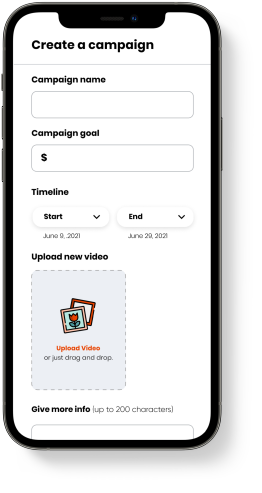 Create a campaign
Campaign name
Campaign goal
$
Timeline
Start End
June 9, 2021 June 29, 2021
Upload new video
Upload Video
or just drag and drop.
Give more info (up to 200 characters)